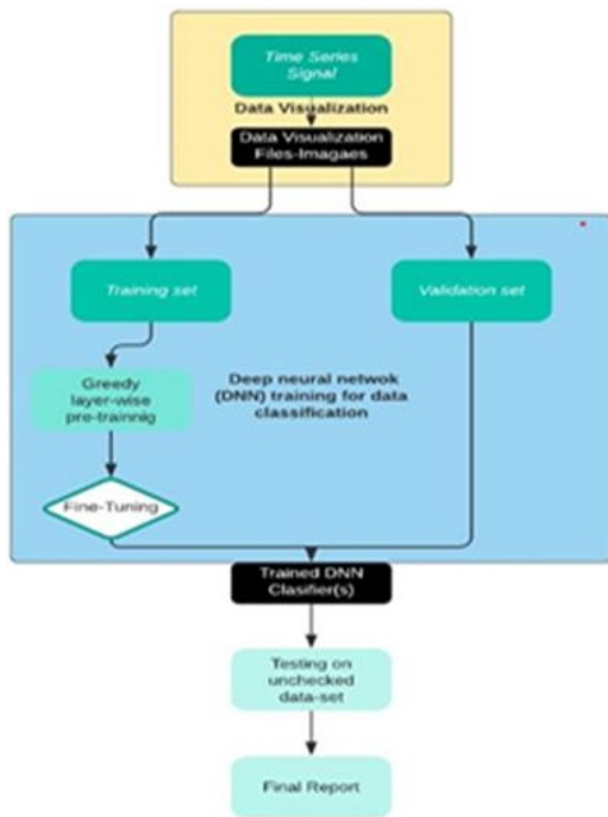 Time Series
Signal
Data Visualization
Data Visualization
Files-Imagaes
Training set
Validation set
Greedy
layer-wise
pre-trainnig
Deep neural netwok
(DNN) training for data
classification
Fine-Tuning
Trained DNN
Clasifier(s)
Testing on
unchecked
data-set
Final Report